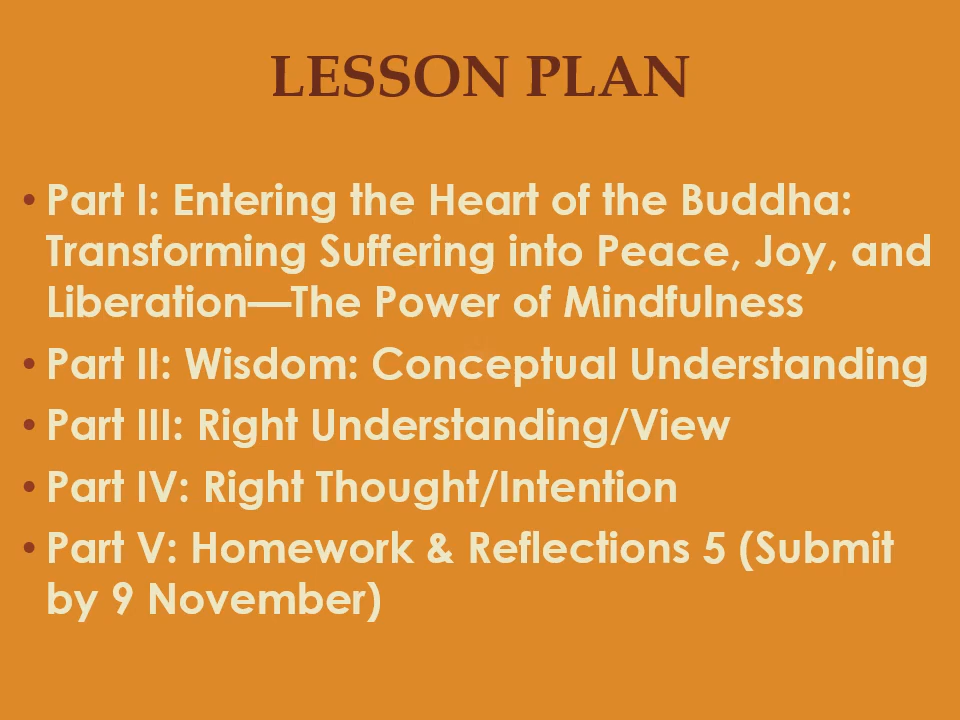 LESSON PLAN
• Part I: Entering the Heart of the Buddha:
Transforming Suffering into Peace, Joy, and
Liberation—The Power of Mindfulness
• Part II: Wisdom: Conceptual Understanding
• Part III: Right Understanding/View
• Part IV: Right Thought/Intention
• Part V: Homework & Reflections 5 (Submit
by 9 November)